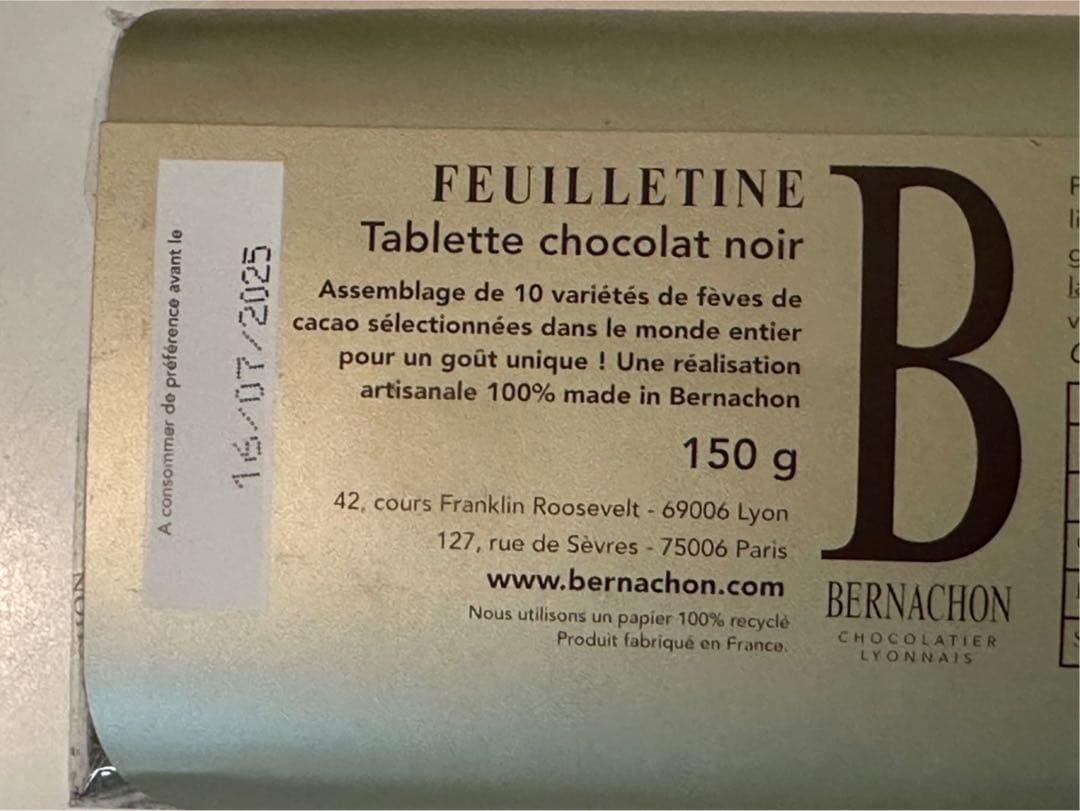 A consommer de préférence avant le
16/07/2025
FEUILLETINE
Tablette chocolat noir
Assemblage de 10 variétés de fèves de
cacao sélectionnées dans le monde entier
pour un goût unique ! Une réalisation
artisanale 100% made in Bernachon
150 g
42, cours Franklin Roosevelt - 69006 Lyon
127, rue de Sèvres - 75006 Paris
www.bernachon.com
Nous utilisons un papier 100% recyclé
Produit fabriqué en France.
B
BERNACHON
CHOCOLATIER
LYONNAIS